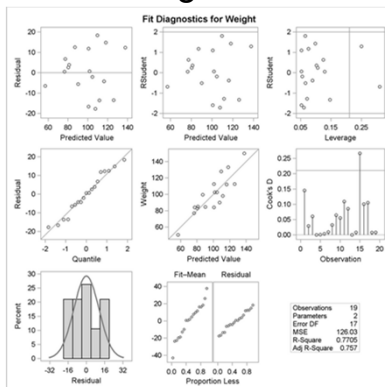 Fit Diagnostics for Weight
Residual
20
10
0
-10
-20
60 80 100 120 140
Predicted Value
RStudent
2
1
0
-1
-2
60 80 100 120 140
Predicted Value
RStudent
2
1
0
-1
-2
0.05 0.15 0.25
Leverage
Residual
20
10
0
-10
-20
-2 -1 0 1 2
Quantile
Weight
140
120
100
80
60
60 80 100 120 140
Predicted Value
Cook's D
0.25
0.20
0.15
0.10
0.05
0.00
0 5 10 15 20
Observation
Percent
30
25
20
15
10
5
0
-32 -16 0 16 32
Residual
Fit–Mean Residual
40
20
0
-20
-40
0.0 0.4 0.8 0.0 0.4 0.8
Proportion Less
Observations 19
Parameters 2
Error DF 17
MSE 126.03
R-Square 0.7705
Adj R-Square 0.757